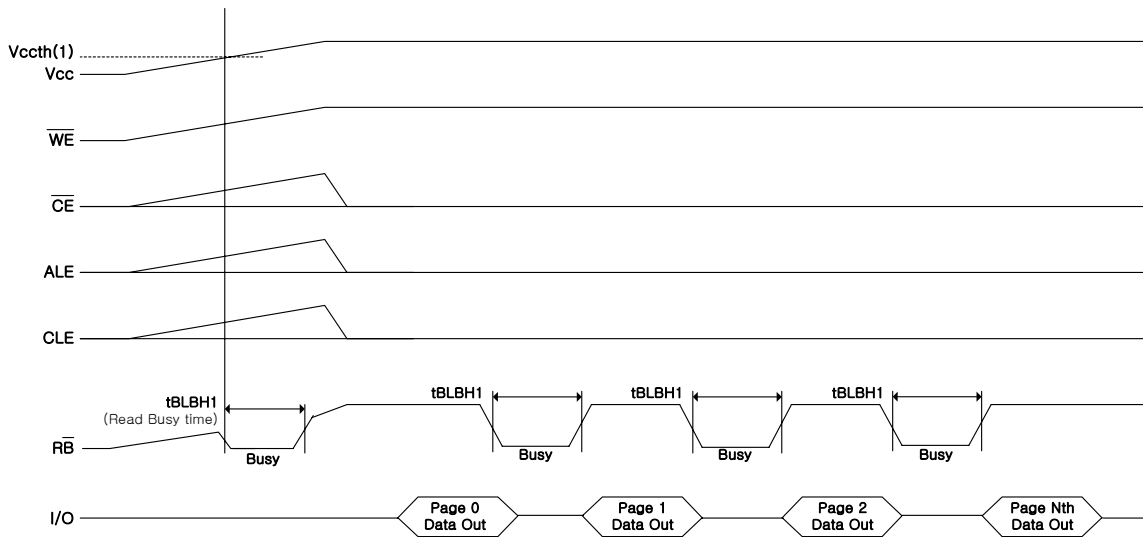 Vccth(1)
Vcc
WE
CE
ALE
CLE
tBLBH1
(Read Busy time)
tBLBH1
tBLBH1
tBLBH1
RB
Busy
Busy
Busy
Busy
I/O
Page 0
Data Out
Page 1
Data Out
Page 2
Data Out
Page Nth
Data Out